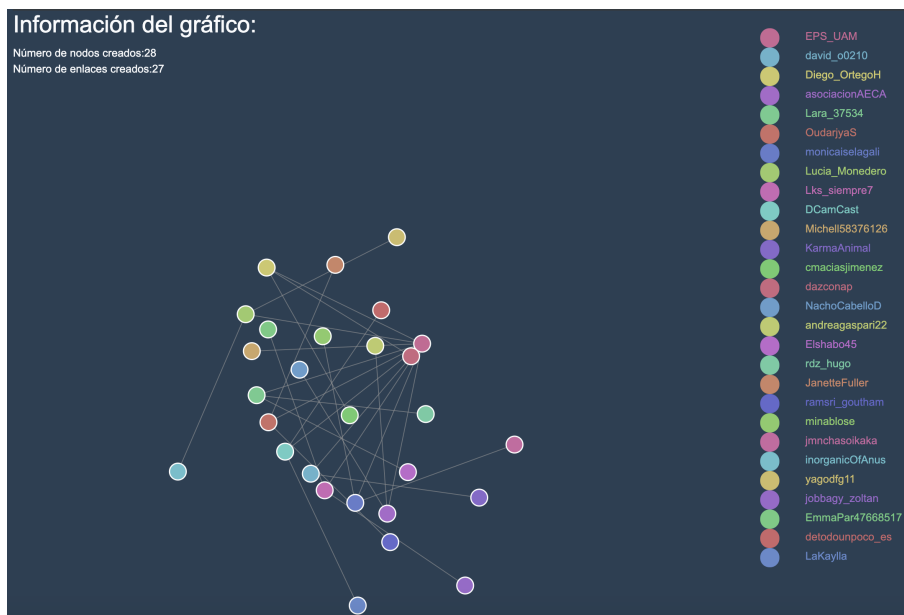 Información del gráfico:
Número de nodos creados:28
Número de enlaces creados:27
EPS_UAM
david_o0210
Diego_OrtegoH
asociacionAECA
Lara_37534
OudarjyaS
monicaiselagali
Lucia_Monedero
Lks_siempre7
DCamCast
Michell58376126
KarmaAnimal
cmaciasjimenez
dazconap
NachoCabelloD
andreagaspari22
Elshabo45
rdz_hugo
JanetteFuller
ramsri_goutham
minablose
jmnchasoikaka
inorganicOfAnus
yagodfg11
jobbagy_zoltan
EmmaPar47668517
detodounpoco_es
LaKaylla